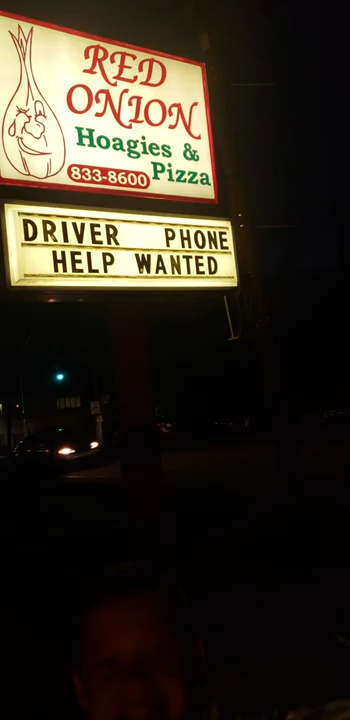 RED
ONION
Hoagies &
Pizza
833-8600
DRIVER PHONE
HELP WANTED